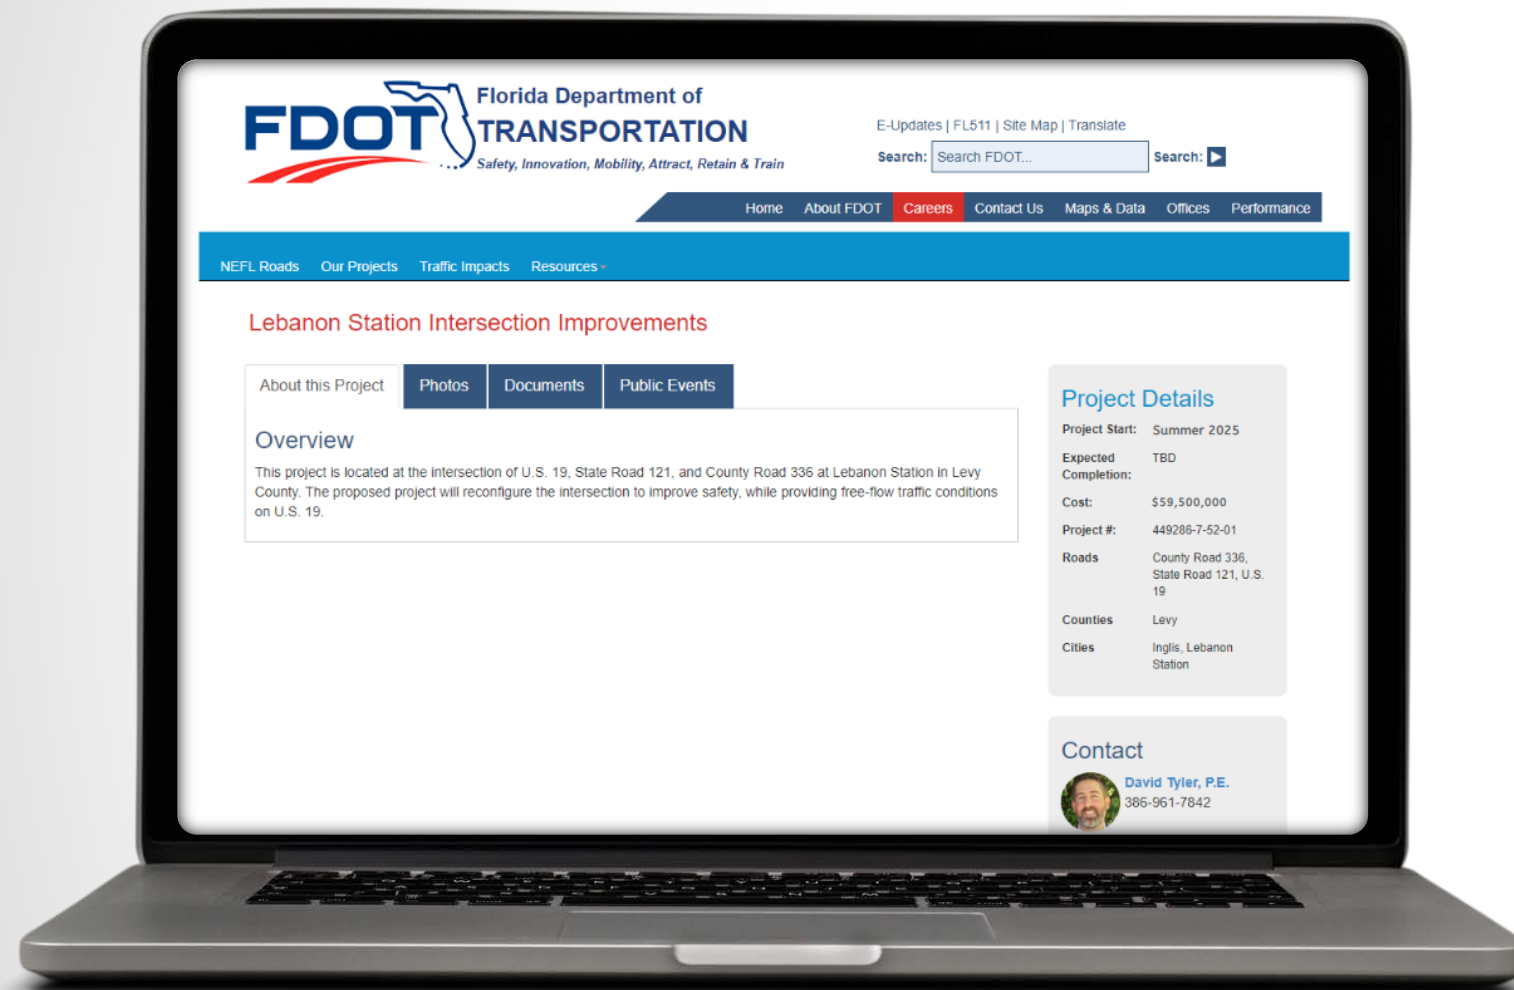 FDOT
Florida Department of
TRANSPORTATION
Safety, Innovation, Mobility, Attract, Retain & Train
E-Updates | FL511 | Site Map | Translate
Search: Search FDOT... Search:
Home About FDOT Careers Contact Us Maps & Data Offices Performance
NEFL Roads Our Projects Traffic Impacts Resources
Lebanon Station Intersection Improvements
About this Project Photos Documents Public Events
Overview
This project is located at the intersection of U.S. 19, State Road 121, and County Road 336 at Lebanon Station in Levy
County. The proposed project will reconfigure the intersection to improve safety, while providing free-flow traffic conditions
on U.S. 19.
Project Details
Project Start: Summer 2025
Expected TBD
Completion:
Cost: $59,500,000
Project #: 449286-7-52-01
Roads County Road 336,
State Road 121, U.S.
19
Counties Levy
Cities Inglis, Lebanon
Station
Contact
David Tyler, P.E.
386-961-7842